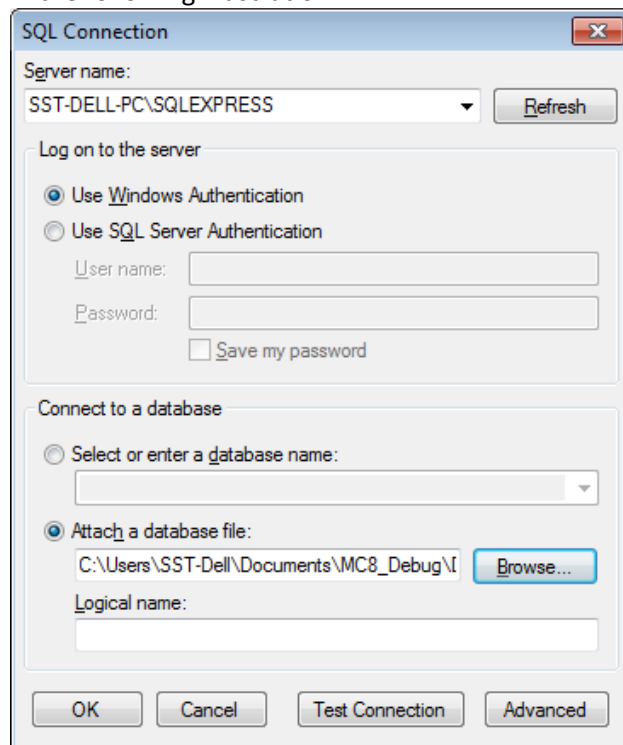 SQL Connection
Server name:
SST-DELL-PC\SQLEXPRESS
Refresh
Log on to the server
Use Windows Authentication
Use SQL Server Authentication
User name:
Password:
Save my password
Connect to a database
Select or enter a database name:
Attach a database file:
C:\Users\SST-Dell\Documents\MC8_Debug\
Browse...
Logical name:
OK Cancel Test Connection Advanced